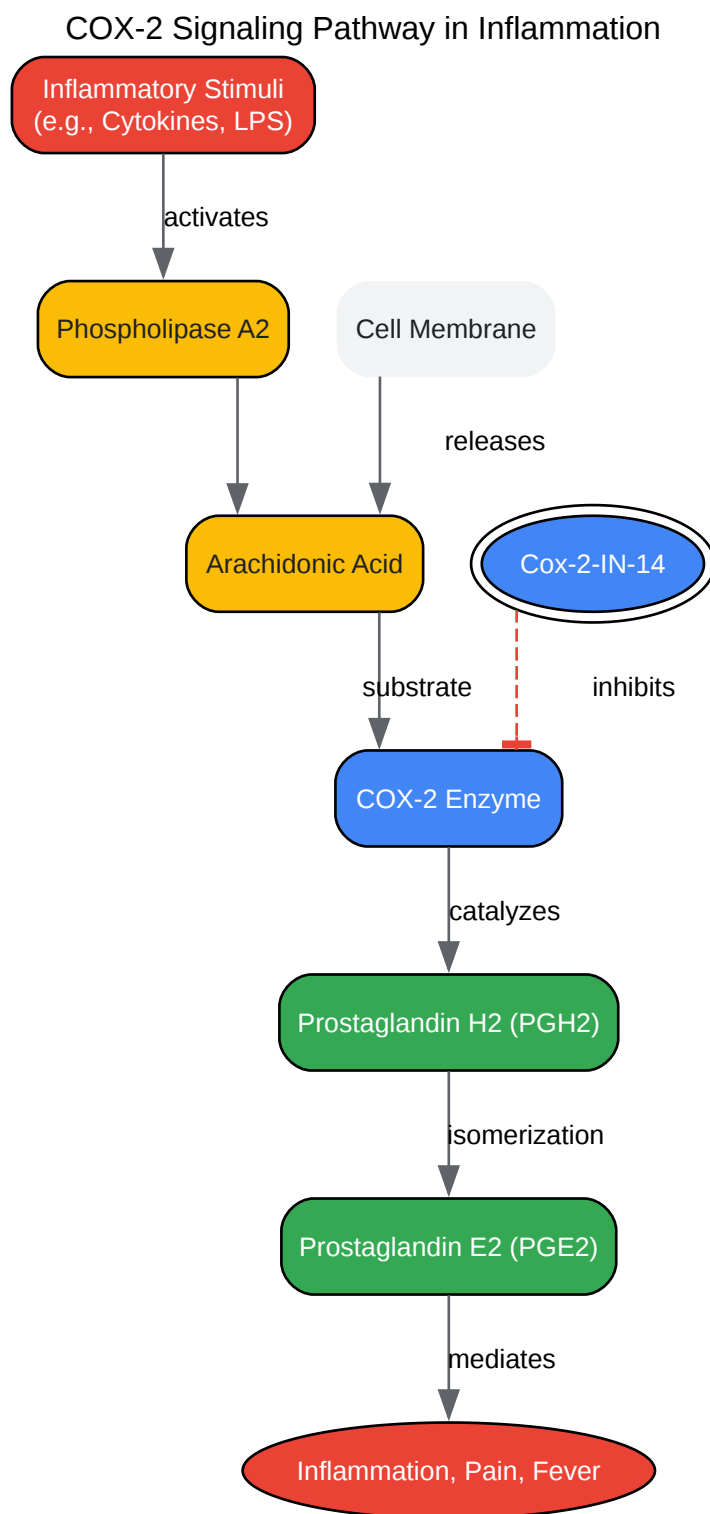 COX-2 Signaling Pathway in Inflammation
Inflammatory Stimuli
(e.g., Cytokines, LPS)
activates
Phospholipase A2
Cell Membrane
releases
Arachidonic Acid
Cox-2-IN-14
substrate
inhibits
COX-2 Enzyme
catalyzes
Prostaglandin H2 (PGH2)
isomerization
Prostaglandin E2 (PGE2)
mediates
Inflammation, Pain, Fever